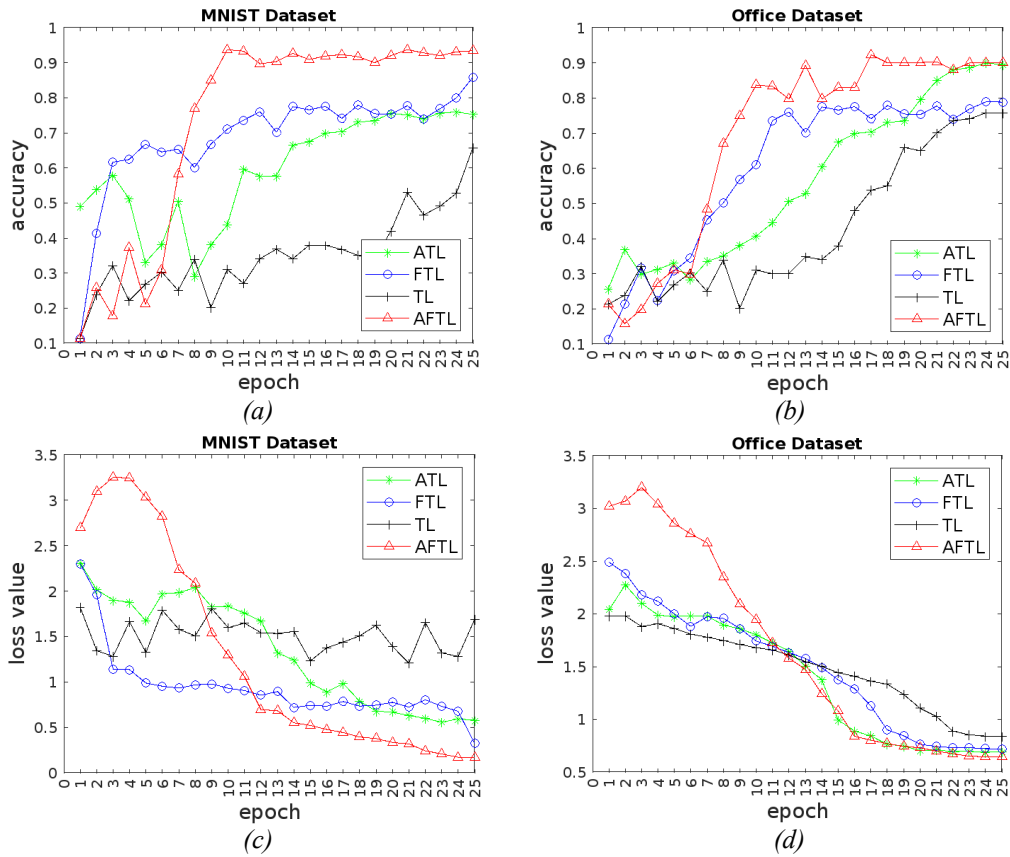 MNIST Dataset
1
0.9
0.8
0.7
0.6
0.5
0.4
0.3
0.2
0.1
accuracy
ATL
FTL
TL
AFTL
0 1 2 3 4 5 6 7 8 9 10 11 12 13 14 15 16 17 18 19 20 21 22 23 24 25
epoch
(a)
Office Dataset
1
0.9
0.8
0.7
0.6
0.5
0.4
0.3
0.2
0.1
accuracy
ATL
FTL
TL
AFTL
0 1 2 3 4 5 6 7 8 9 10 11 12 13 14 15 16 17 18 19 20 21 22 23 24 25
epoch
(b)
MNIST Dataset
3.5
3
2.5
2
1.5
1
0.5
0
loss value
ATL
FTL
TL
AFTL
0 1 2 3 4 5 6 7 8 9 10 11 12 13 14 15 16 17 18 19 20 21 22 23 24 25
epoch
(c)
Office Dataset
3.5
3
2.5
2
1.5
1
0.5
loss value
ATL
FTL
TL
AFTL
0 1 2 3 4 5 6 7 8 9 10 11 12 13 14 15 16 17 18 19 20 21 22 23 24 25
epoch
(d)